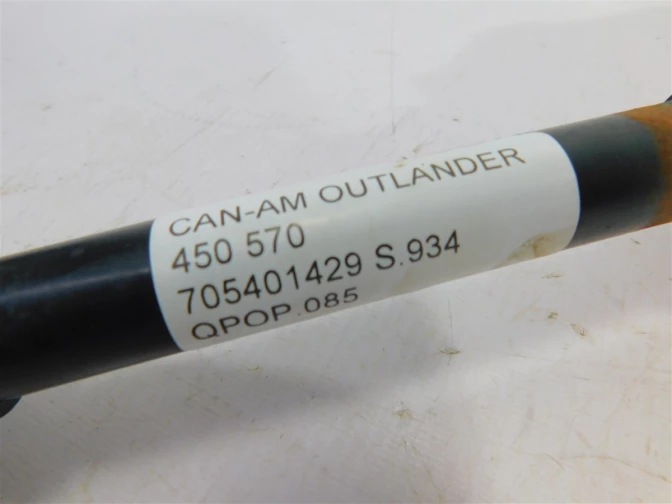 CAN-AM OUTLANDER
450 570
705401429 S.934
QPOP.085